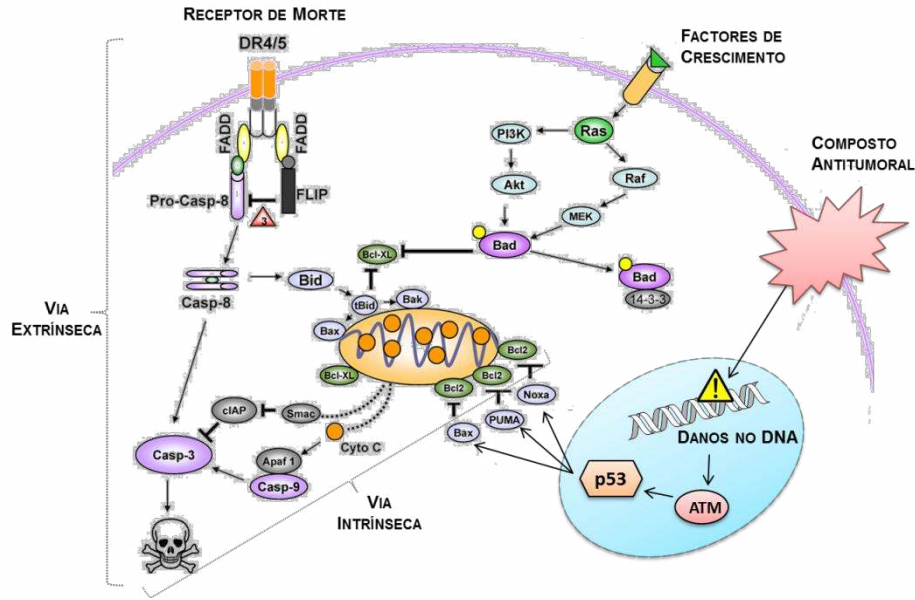 RECEPTOR DE MORTE
DR4/5
FADD
FADD
Pro-Casp-8
FLIP
3
Casp-8
Bid
tBid
Bcl-XL
Bak
Bax
Bcl-XL
Bcl2
Bcl2
Bcl2
FACTORES DE
CRESCIMENTO
Ras
PI3K
Akt
Raf
MEK
Bad
Bad
14-3-3
COMPOSTO
ANTITUMORAL
VIA
EXTRÍNSECA
cIAP
Smac
Cyto C
Apaf 1
Casp-9
Casp-3
Bax
PUMA
Noxa
VIA
INTRÍNSECA
!
DANOS NO DNA
p53
ATM